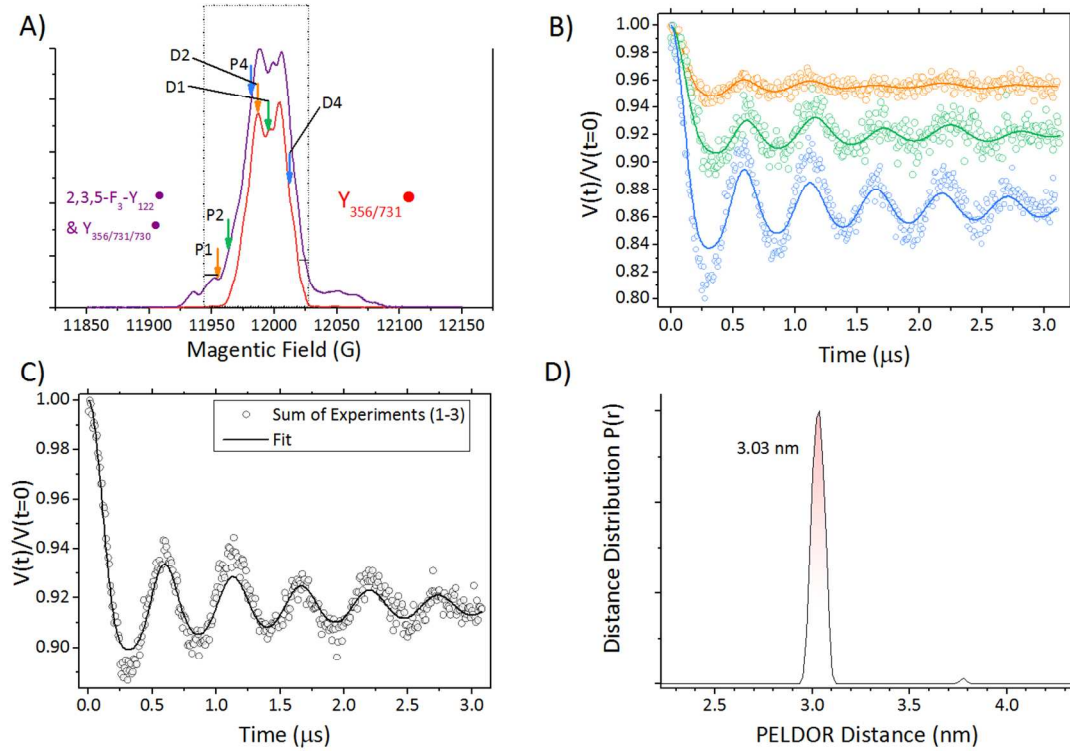 A)
D2
P4
D1
D4
2,3,5-F3-Y122●
& Y356/731/730●
P2
P1
Y356/731●
11850 11900 11950 12000 12050 12100 12150
Magentic Field (G)
B)
1.00
0.96
0.94
0.92
0.90
0.88
0.86
0.84
0.82
0.80
V(t)/V(t=0)
0.0 0.5 1.0 1.5 2.0 2.5 3.0
Time (μs)
C)
1.00
0.98
0.96
0.94
0.92
0.90
V(t)/V(t=0)
Sum of Experiments (1-3)
Fit
0.0 0.5 1.0 1.5 2.0 2.5 3.0
Time (μs)
D)
Distance Distribution P(r)
3.03 nm
2.5 3.0 3.5 4.0
PELDOR Distance (nm)